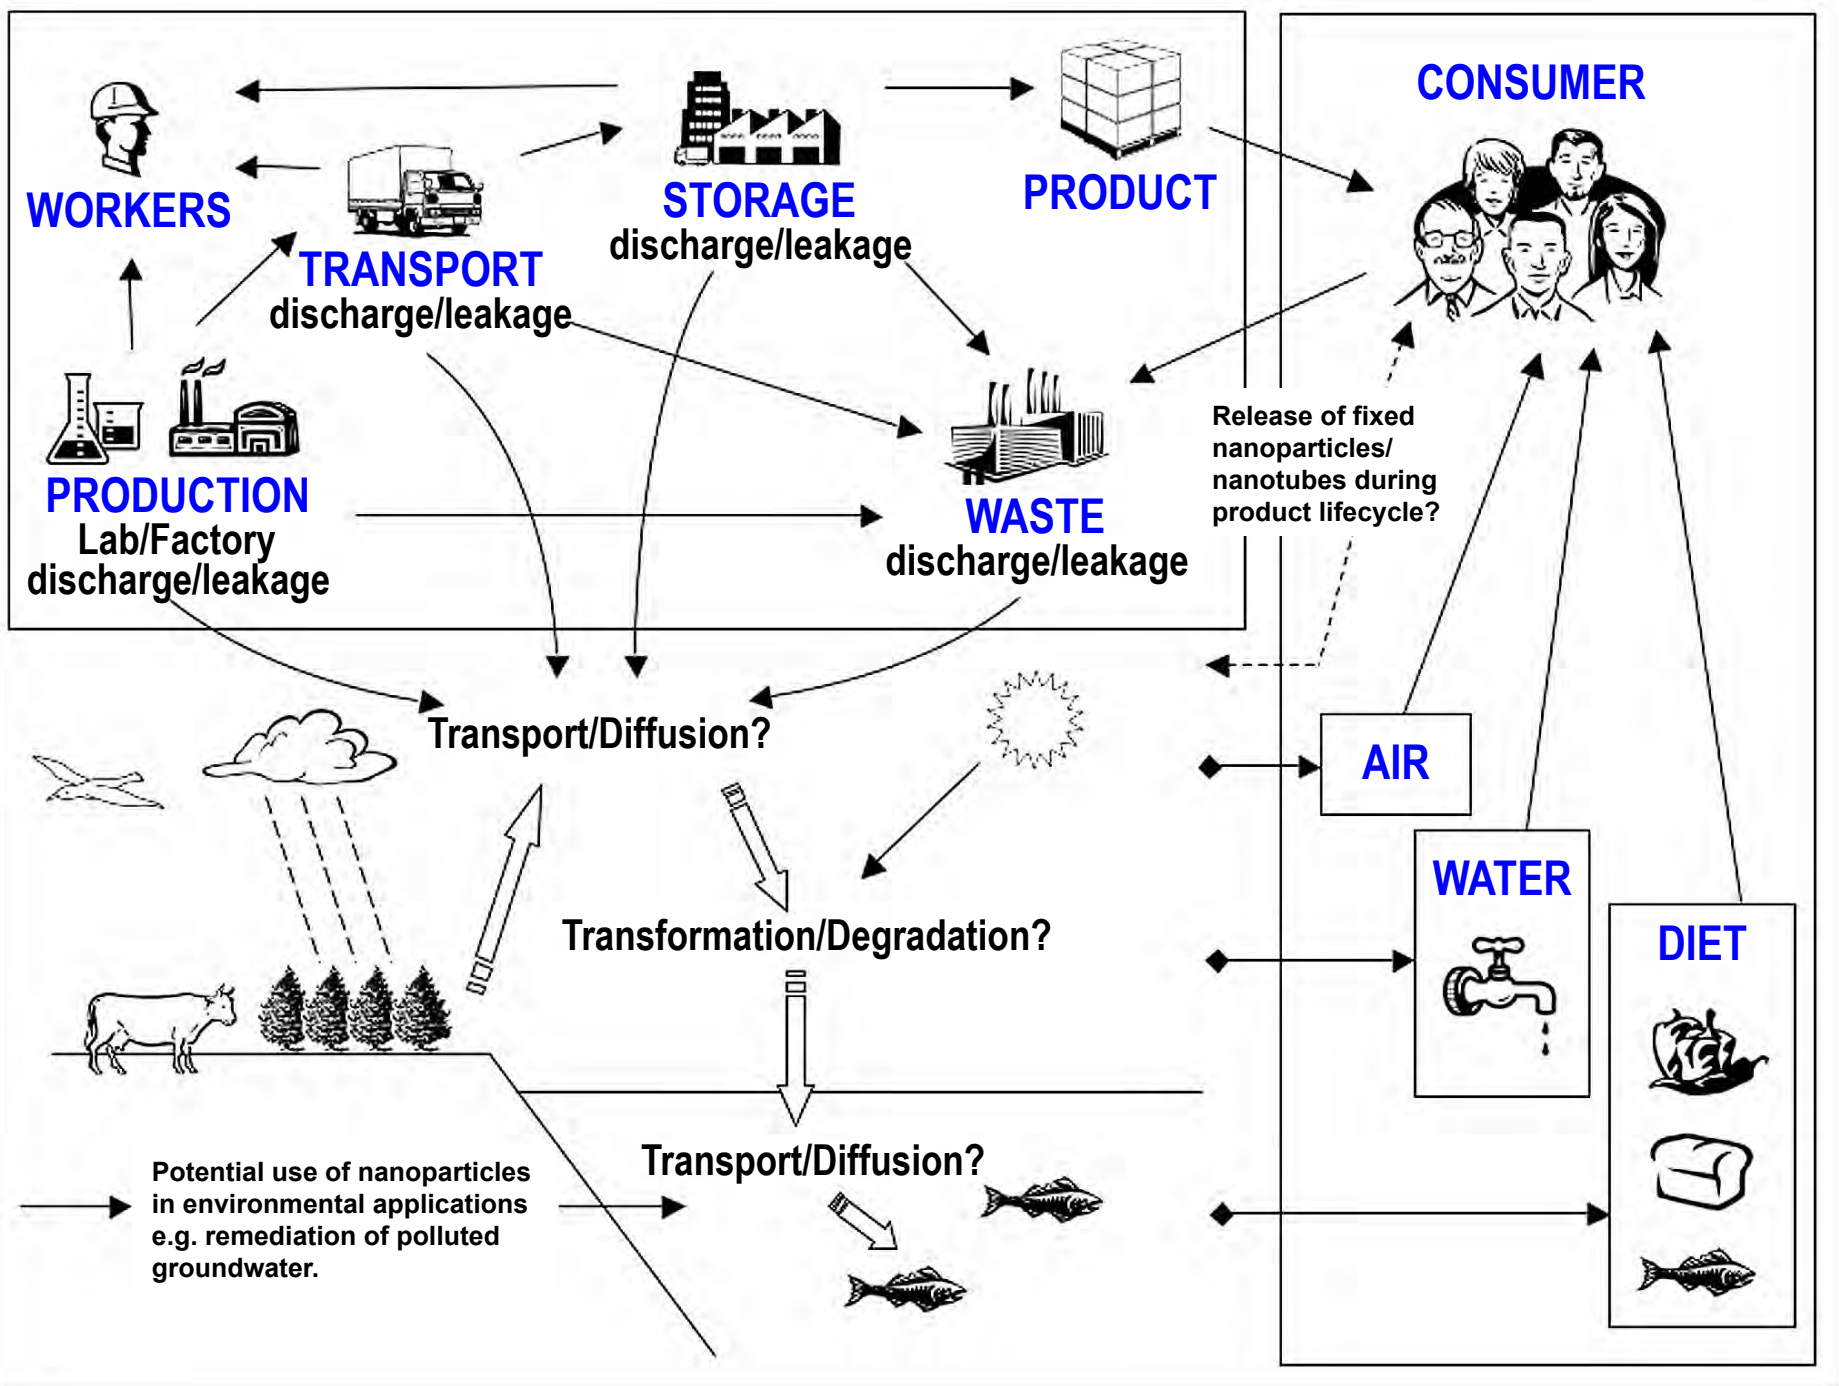 CONSUMER
WORKERS
STORAGE
discharge/leakage
PRODUCT
TRANSPORT
discharge/leakage
PRODUCTION
Lab/Factory
discharge/leakage
WASTE
discharge/leakage
Release of fixed
nanoparticles/
nanotubes during
product lifecycle?
Transport/Diffusion?
AIR
WATER
DIET
Transformation/Degradation?
Transport/Diffusion?
Potential use of nanoparticles
in environmental applications
e.g. remediation of polluted
groundwater.